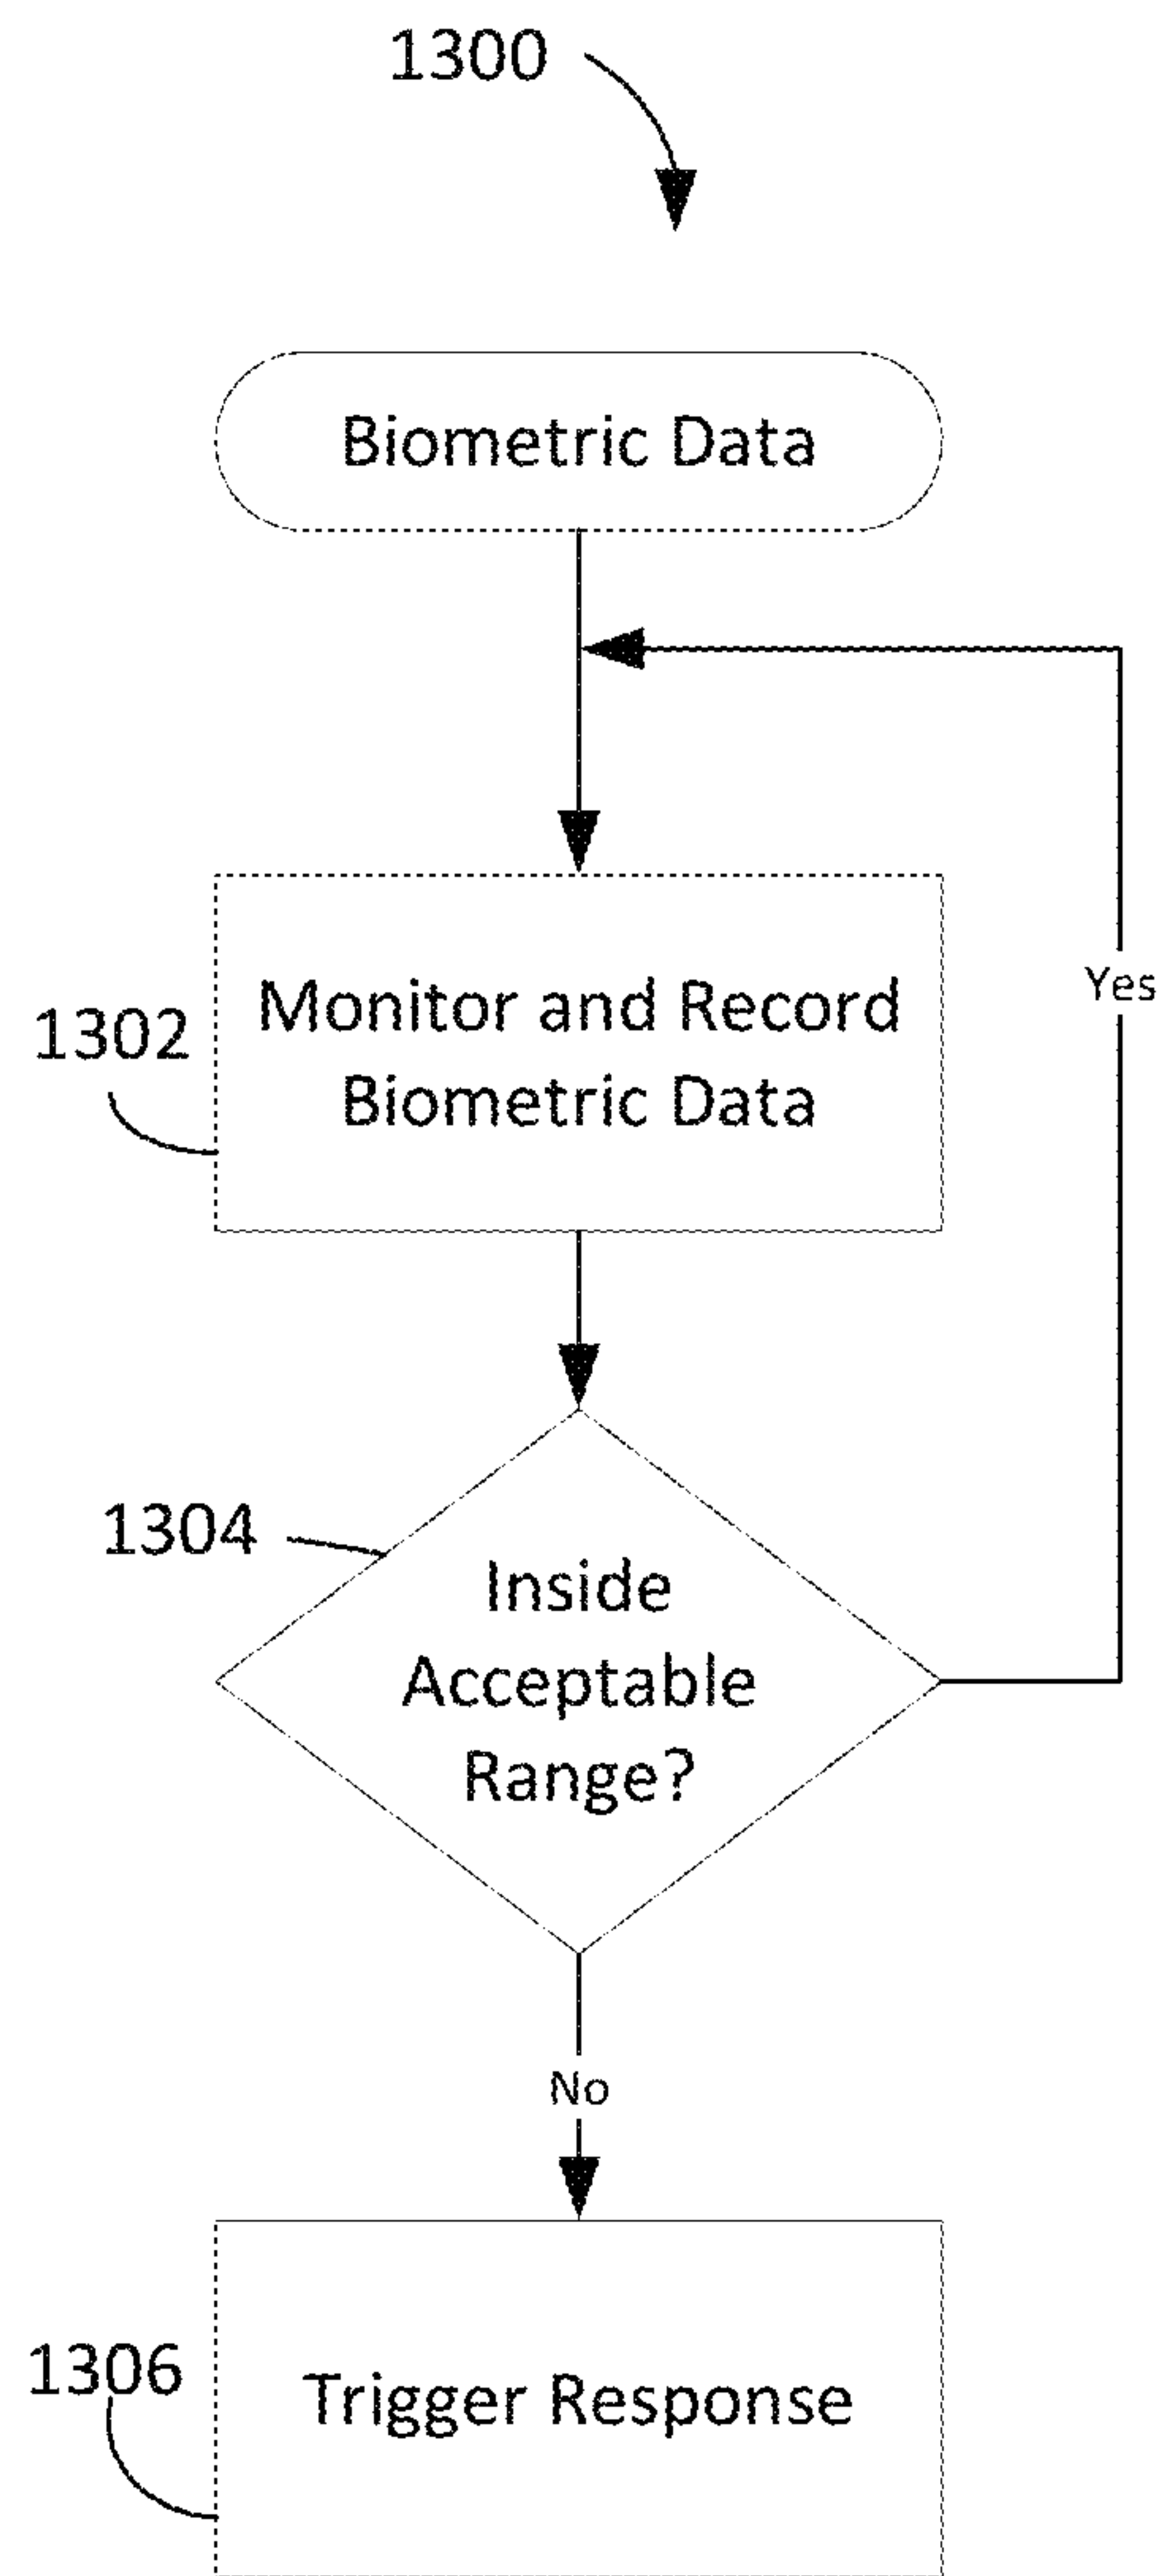 1300
Biometric Data
Monitor and Record
Biometric Data
1302
Yes
1304
Inside
Acceptable
Range?
No
1306
Trigger Response